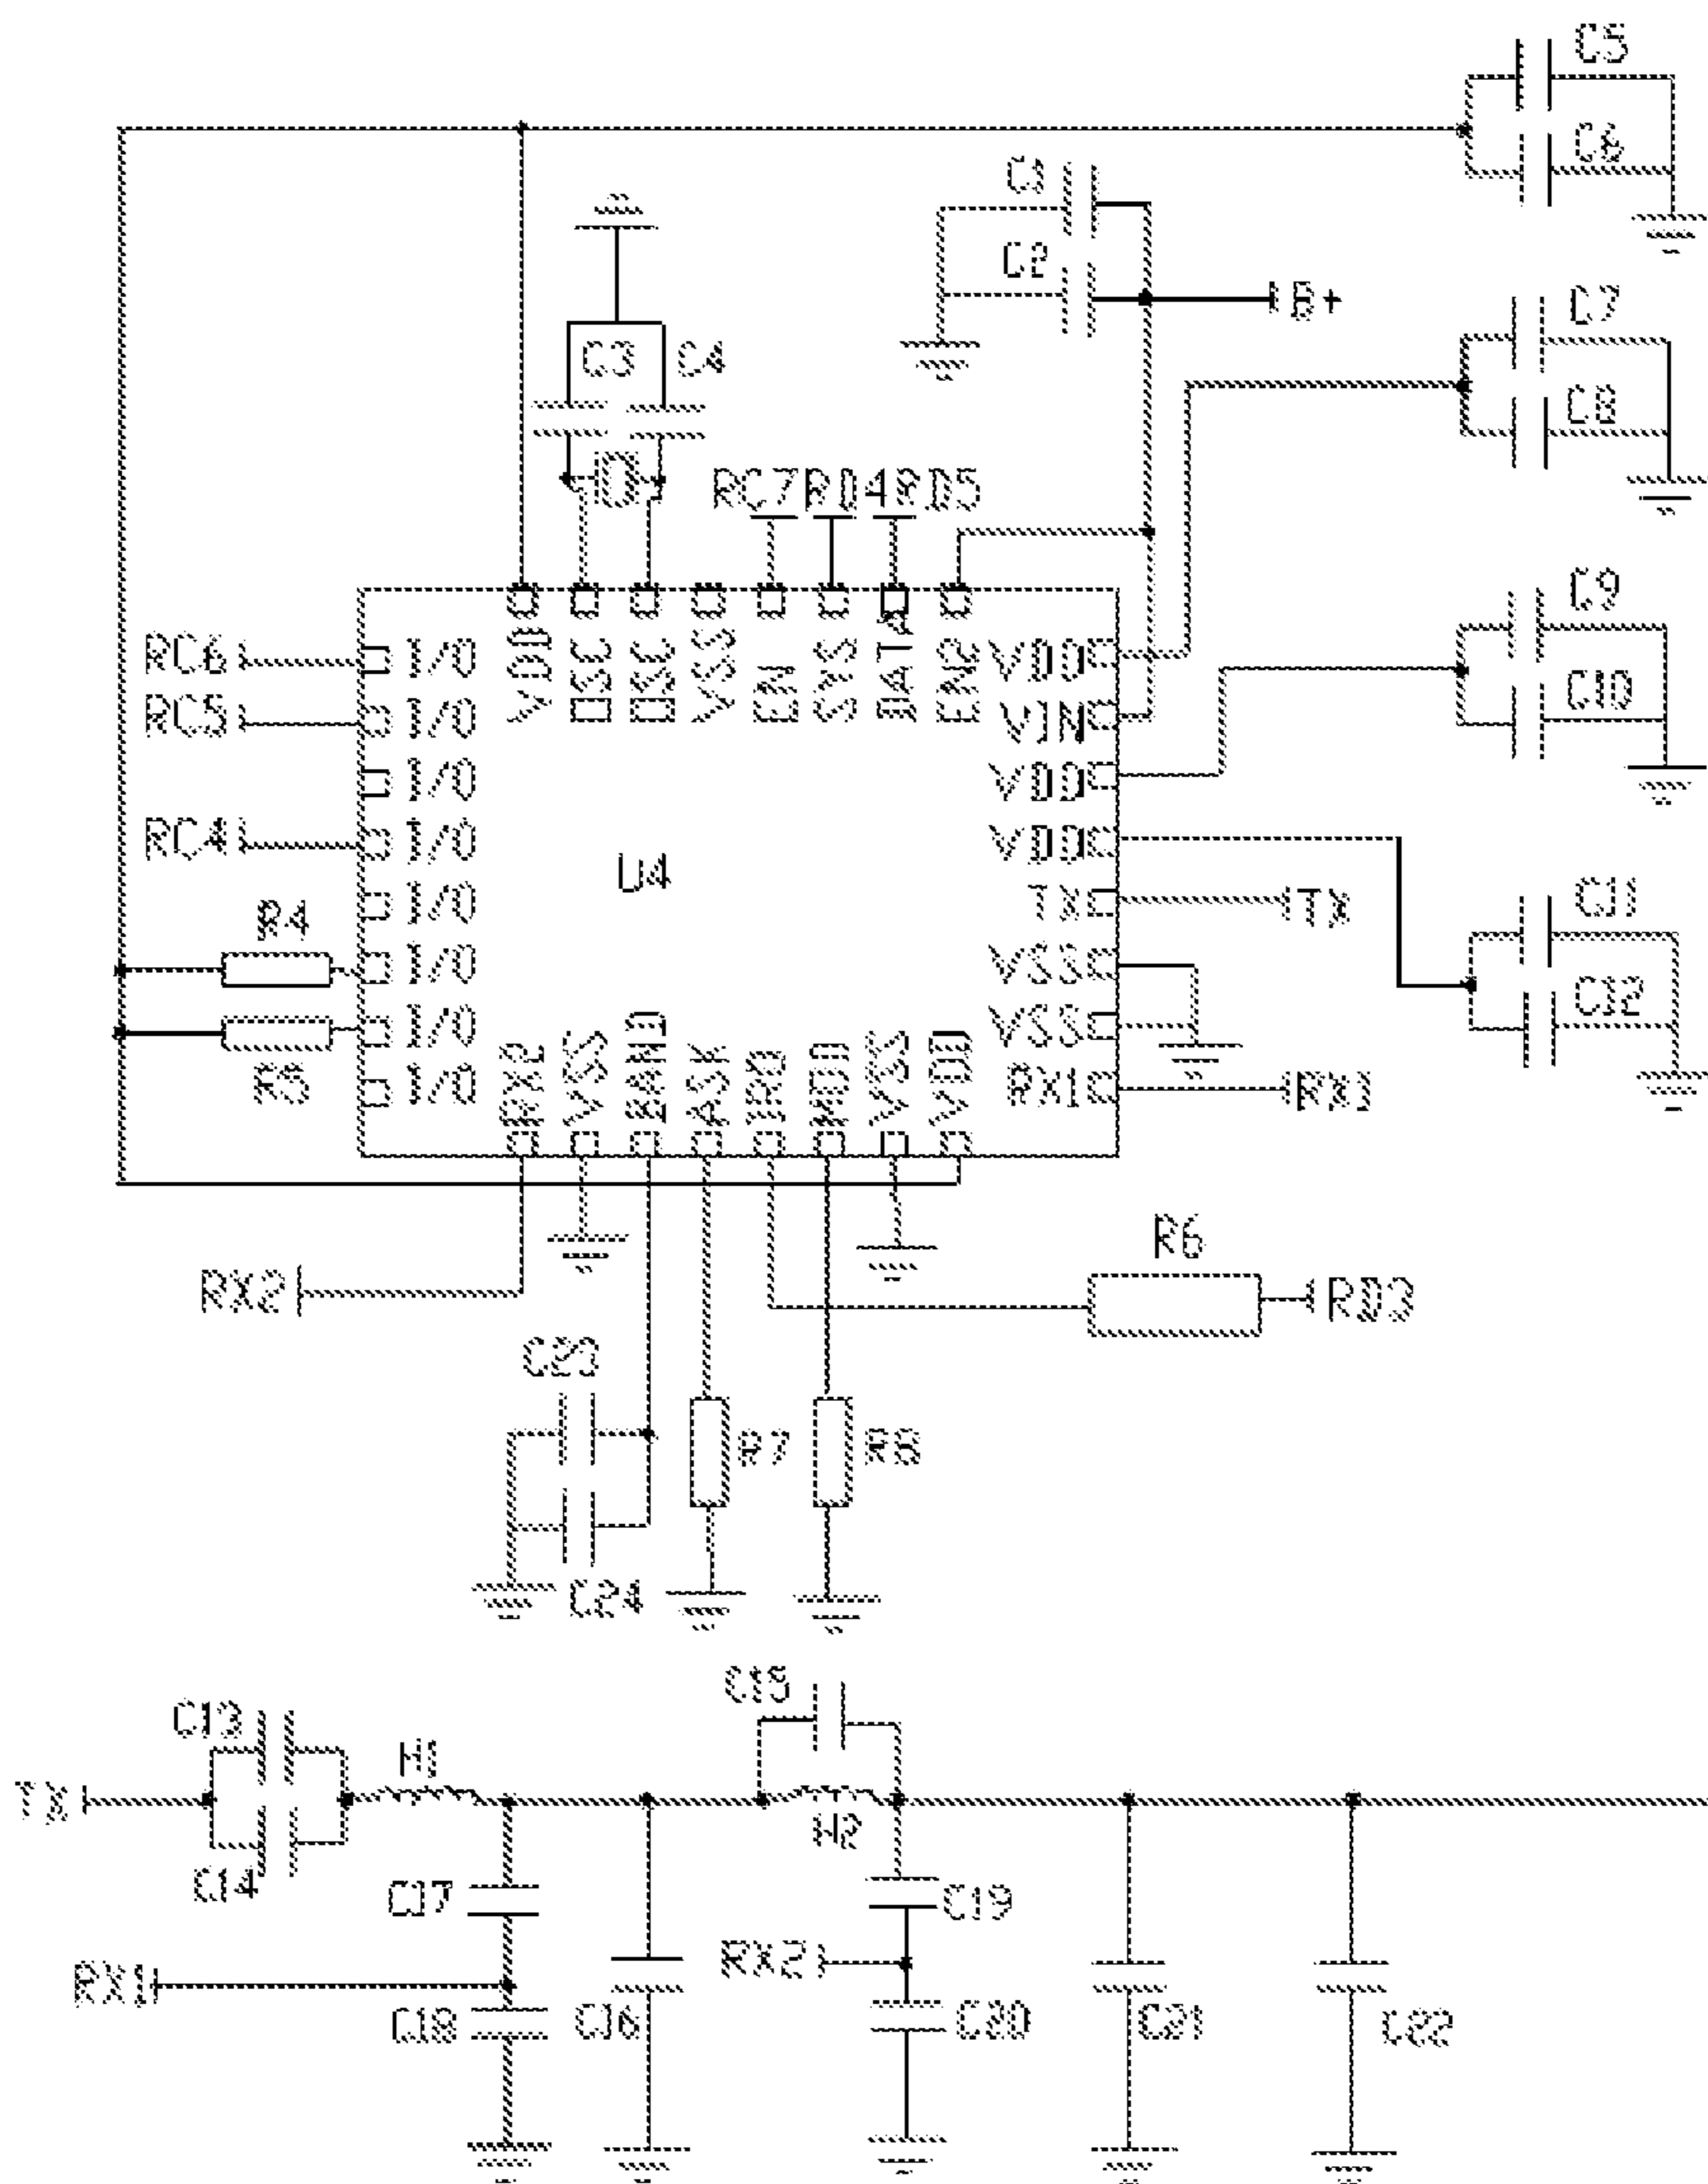 C5
C6
C1
C2
B+
C7
C8
C3 C4
RC7 RD4 RD5
C9
C10
VDD OSC OSC VSS EN SYS DATA EN2
RC6 I/O VDD
RC5 I/O VIN
I/O VDD
RC4 I/O VDD
U4
I/O TX TX
C11
C12
R4 I/O VSS
R5 I/O VSS
I/O RX1 RX1
RX2 VSS BAND ASK IRQ MOD VSS VDD
RX2
R6
RD3
C23
R7 R8
C24
C15
C13
H1
TX
H2
C14
C17 C19
RX1 RX2
C18 C16 C20 C21 C22